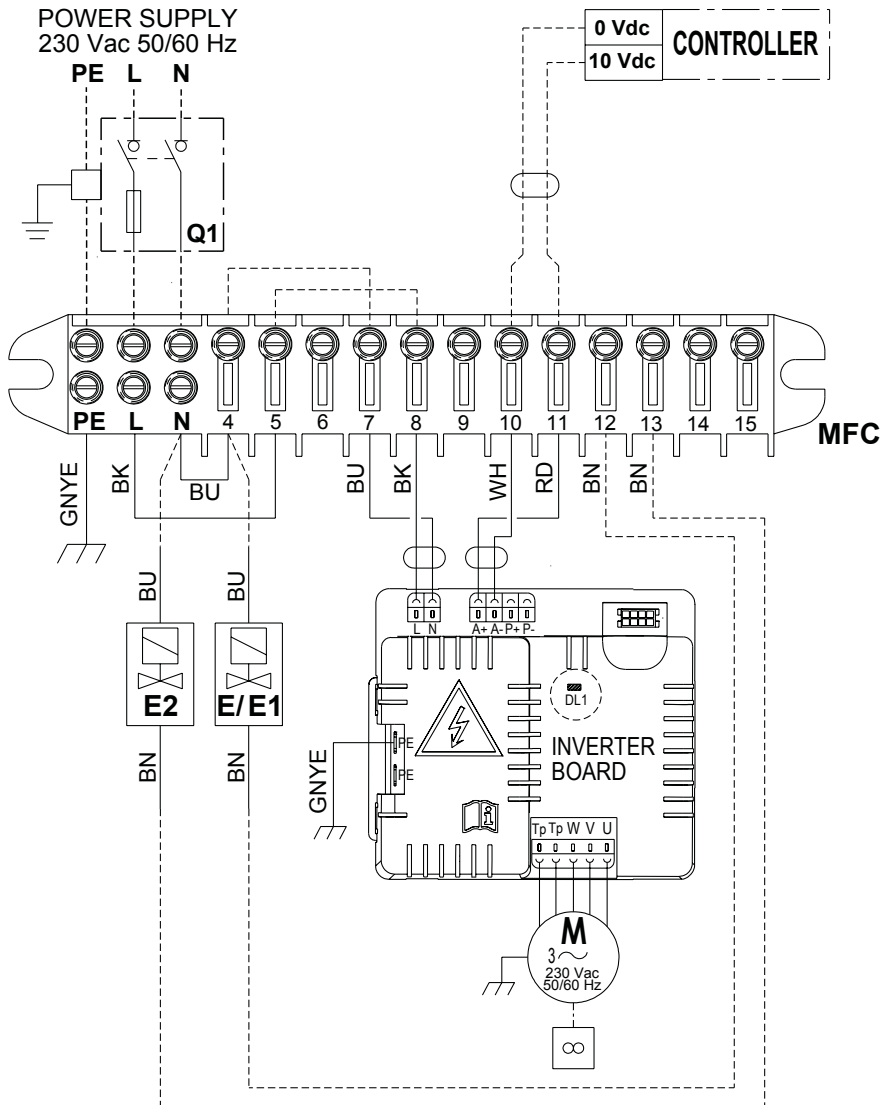 POWER SUPPLY
230 Vac 50/60 Hz
PE L N
0 Vdc
10 Vdc
CONTROLLER
Q1
PE L N 4 5 6 7 8 9 10 11 12 13 14 15
MFC
GNYE
BK
BU
BU
BK
WH
RD
BN
BN
BU
BU
E2
E/E1
BN
BN
L N A+ A- P+ P-
DL1
INVERTER
BOARD
PE
PE
GNYE
i
Tp Tp W V U
M
3~
230 Vac
50/60 Hz